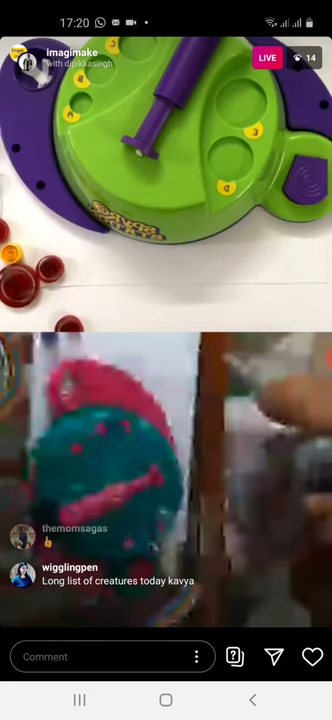 17:20
imagimake
with dipikkasingh
LIVE
14
C
B
A
E
D
themomsagas
👍
wigglingpen
Long list of creatures today kavya
Comment